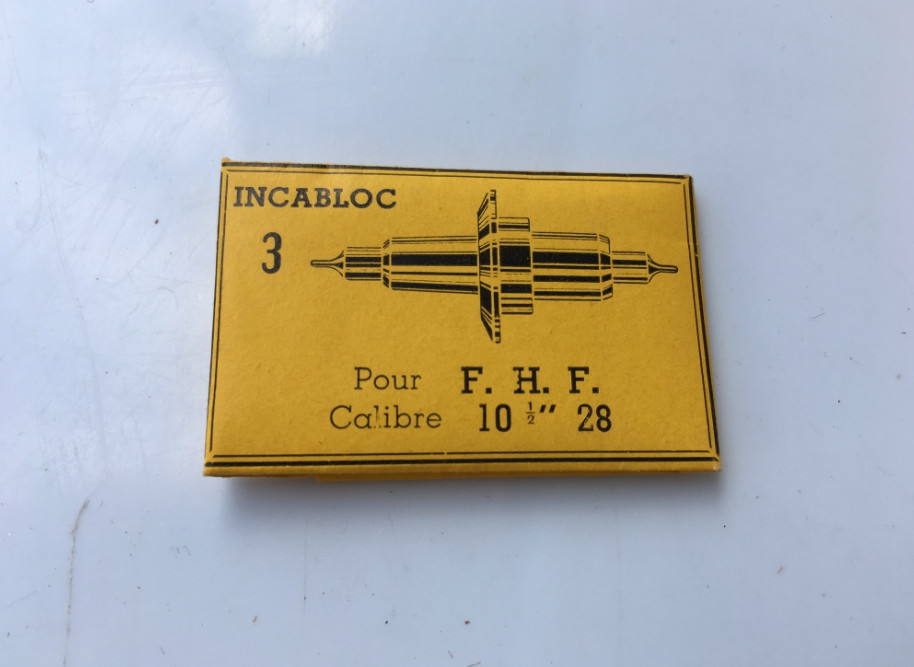 INCABLOC
3
Pour F. H. F.
Calibre 10 ½''' 28